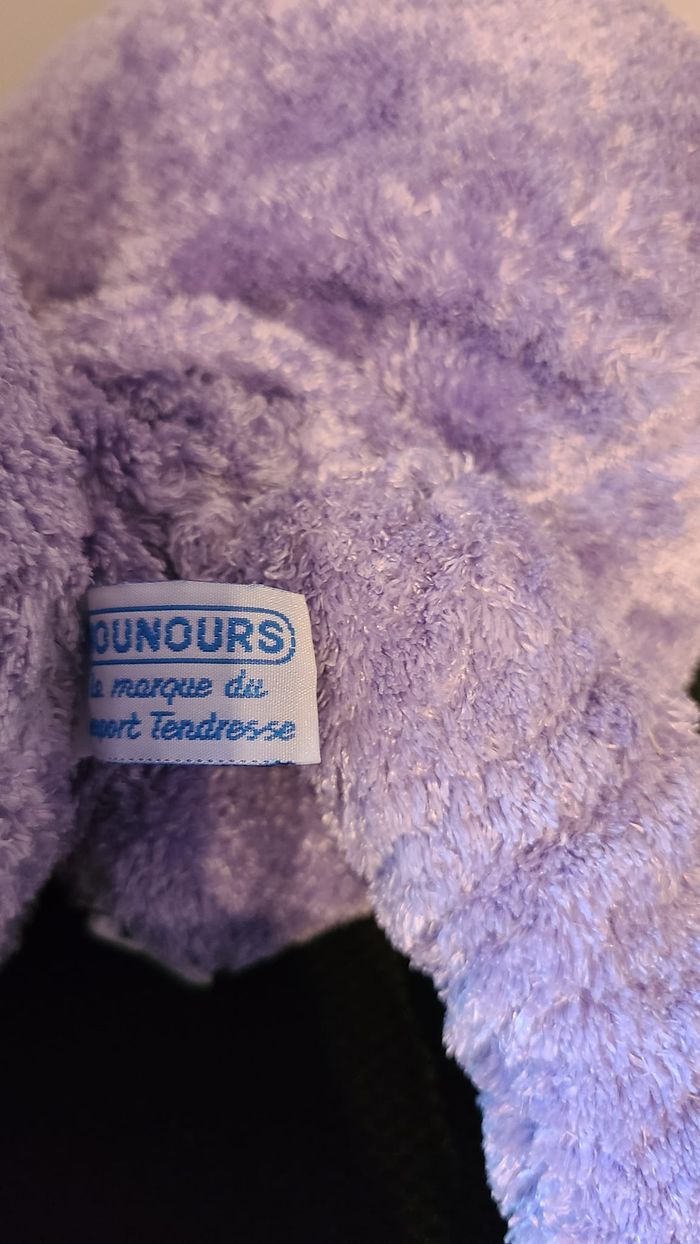 OUNOURS
la marque du
Tendresse